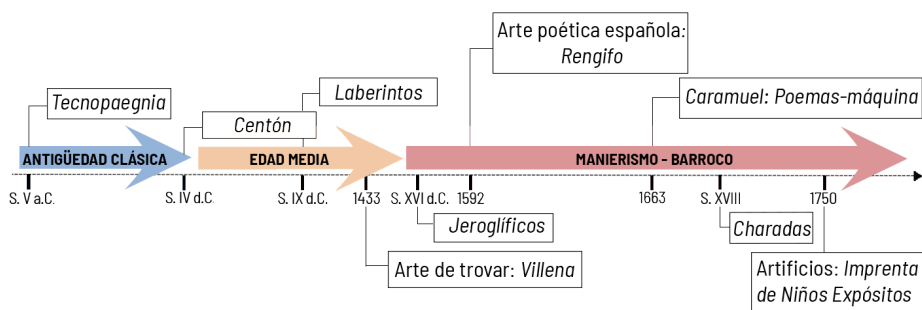 Arte poética española:
Rengifo
Tecnopaegnia
Laberintos
Caramuel: Poemas-máquina
Centón
ANTIGÜEDAD CLÁSICA
EDAD MEDIA
MANIERISMO - BARROCO
S. V a.C.
S. IV d.C
S. IX d.C.
1433
S. XVI d.C.
1592
1663
S. XVIII
1750
Jeroglíficos
Charadas
Arte de trovar: Villena
Artificios: Imprenta
de Niños Expósitos